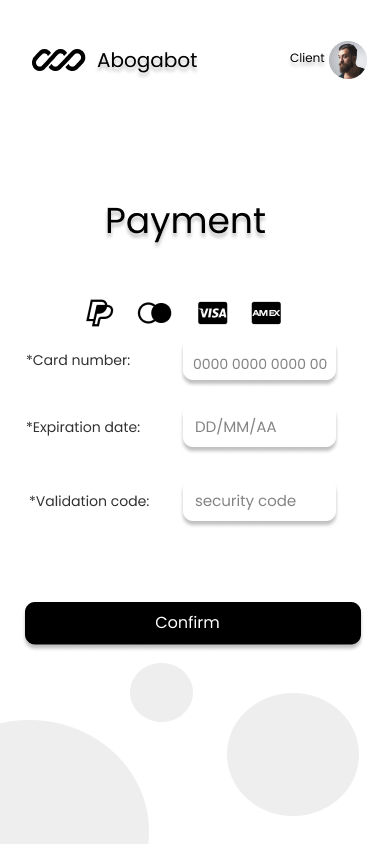 Abogabot
Client
Payment
VISA
AMEX
*Card number:
0000 0000 0000 00
*Expiration date:
DD/MM/AA
*Validation code:
security code
Confirm